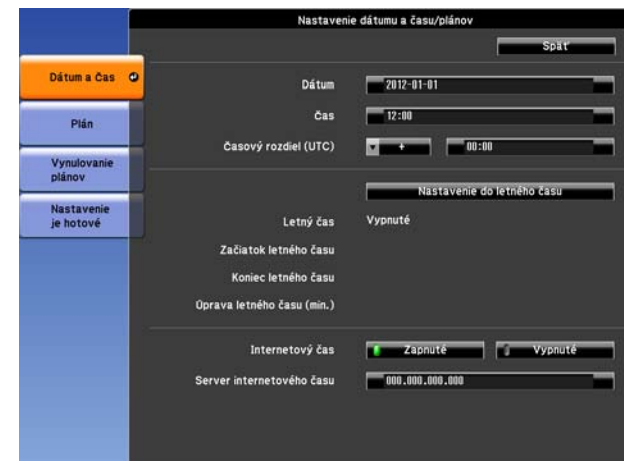 Nastavenie dátumu a času/plánov
Späť
Dátum a Čas
Plán
Vynulovanie
plánov
Nastavenie
je hotové
Dátum 2012-01-01
Čas 12:00
Časový rozdiel (UTC) + 00:00
Nastavenie do letného času
Letný čas Vypnuté
Začiatok letného času
Koniec letného času
Úprava letného času (min.)
Internetový čas Zapnuté Vypnuté
Server internetového času 000.000.000.000